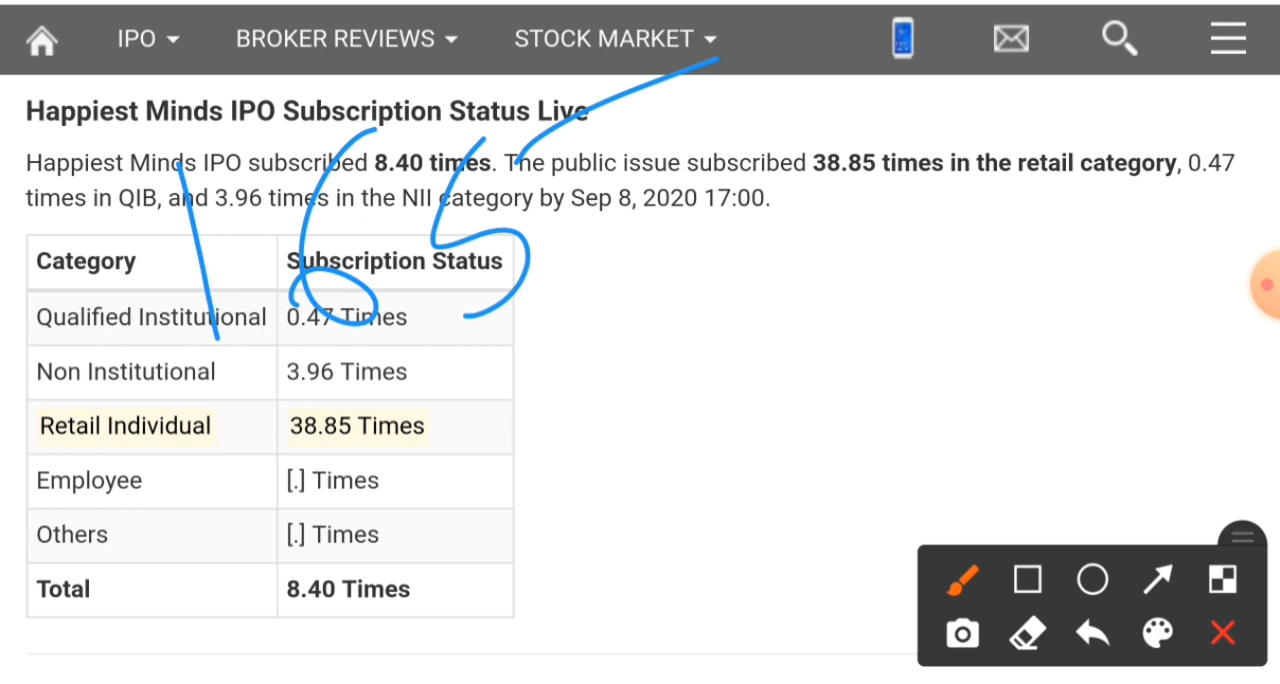 IPO BROKER REVIEWS STOCK MARKET
Happiest Minds IPO Subscription Status Live
Happiest Minds IPO subscribed 8.40 times. The public issue subscribed 38.85 times in the retail category, 0.47
times in QIB, and 3.96 times in the NII category by Sep 8, 2020 17:00.
165
Category Subscription Status
Qualified Institutional 0.47 Times
Non Institutional 3.96 Times
Retail Individual 38.85 Times
Employee [.] Times
Others [.] Times
Total 8.40 Times